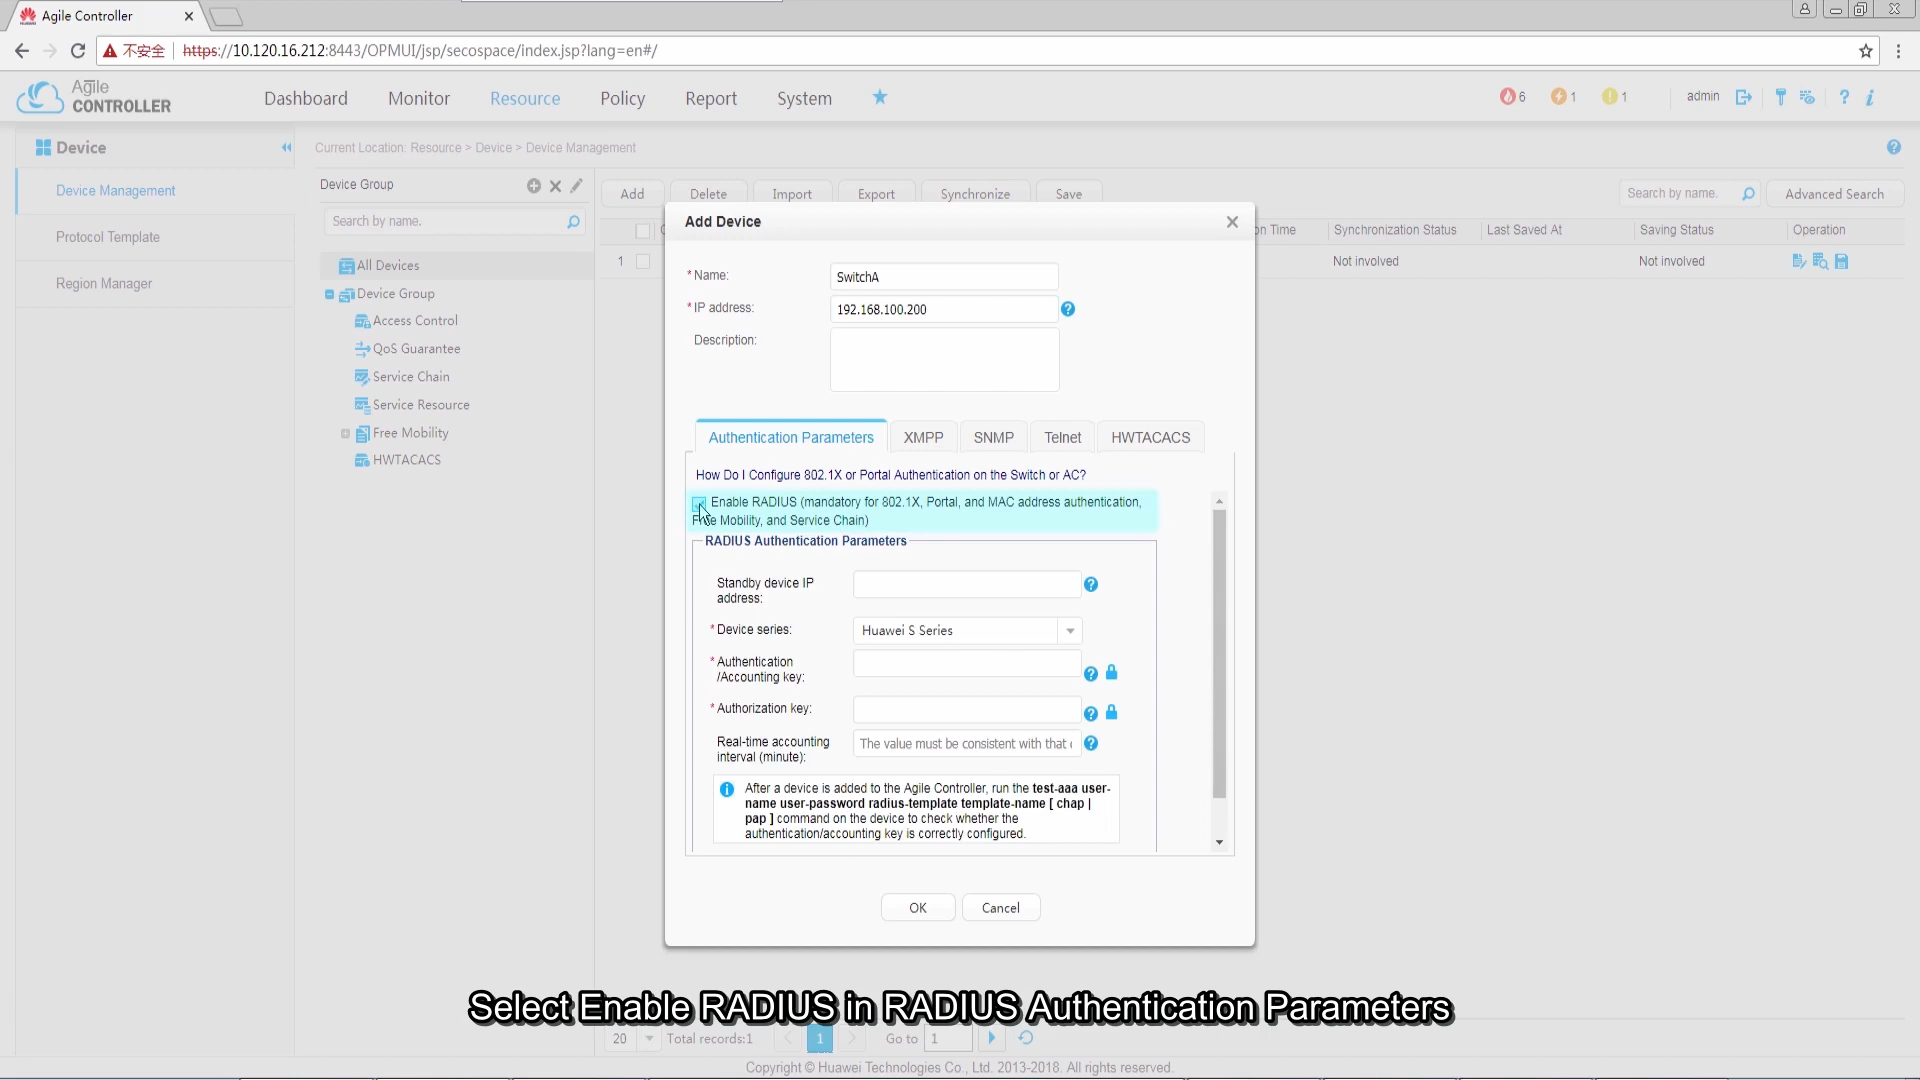 Agile Controller
不安全
https://10.120.16.212:8443/OPMUI/jsp/secospace/index.jsp?lang=en#/
Agile
CONTROLLER
Dashboard
Monitor
Resource
Policy
Report
System
6
1
1
admin
Device
Current Location: Resource > Device > Device Management
Device Management
Protocol Template
Region Manager
Device Group
Search by name.
All Devices
Device Group
Access Control
QoS Guarantee
Service Chain
Service Resource
Free Mobility
HWTACACS
Add
Delete
Import
Export
Synchronize
Save
Search by name.
Advanced Search
on Time
Synchronization Status
Last Saved At
Saving Status
Operation
1
Not involved
Not involved
Add Device
*Name:
SwitchA
*IP address:
192.168.100.200
Description:
Authentication Parameters
XMPP
SNMP
Telnet
HWTACACS
How Do I Configure 802.1X or Portal Authentication on the Switch or AC?
Enable RADIUS (mandatory for 802.1X, Portal, and MAC address authentication,
Free Mobility, and Service Chain)
RADIUS Authentication Parameters
Standby device IP
address:
*Device series:
Huawei S Series
*Authentication
/Accounting key:
*Authorization key:
Real-time accounting
interval (minute):
The value must be consistent with that
After a device is added to the Agile Controller, run the test-aaa user-
name user-password radius-template template-name [ chap |
pap ] command on the device to check whether the
authentication/accounting key is correctly configured.
OK
Cancel
Select Enable RADIUS in RADIUS Authentication Parameters
20
Total records:1
1
Go to
1
Copyright © Huawei Technologies Co., Ltd. 2013-2018. All rights reserved.